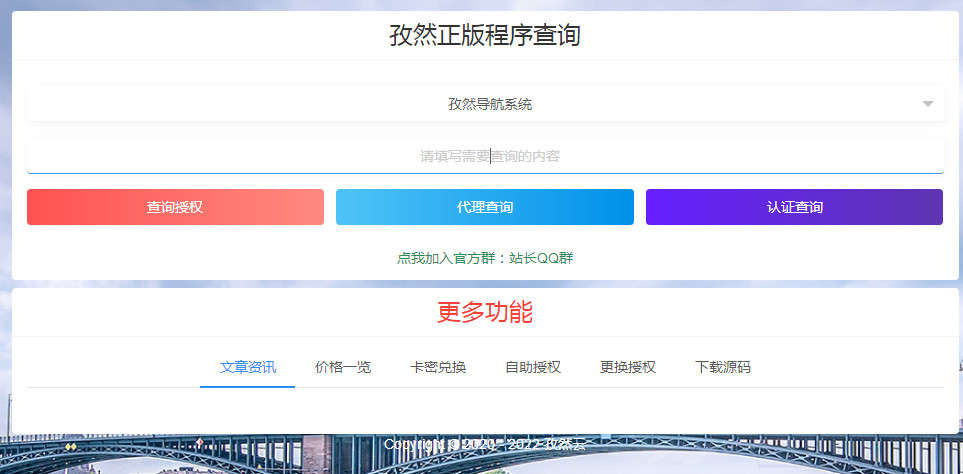 孜然正版程序查询
孜然导航系统
请填写需要查询的内容
查询授权 代理查询 认证查询
点我加入官方群：站长QQ群
更多功能
文章资讯 价格一览 卡密兑换 自助授权 更换授权 下载源码
Copyright © 2020 - 2022 孜然云